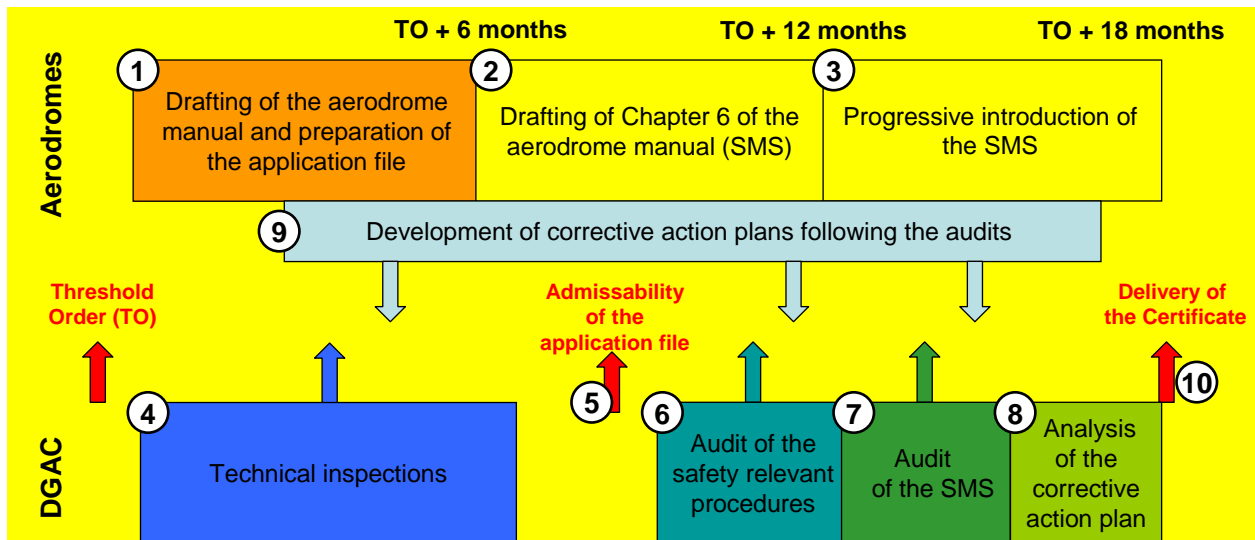 TO + 6 months
TO + 12 months
TO + 18 months
Aerodromes
1
Drafting of the aerodrome
manual and preparation of
the application file
2
Drafting of Chapter 6 of the
aerodrome manual (SMS)
3
Progressive introduction of
the SMS
9
Development of corrective action plans following the audits
Threshold
Order (TO)
Admissability
of the
application file
Delivery of
the Certificate
DGAC
4
Technical inspections
5
6
Audit of the
safety relevant
procedures
7
Audit
of the SMS
8
Analysis
of the
corrective
action plan
10